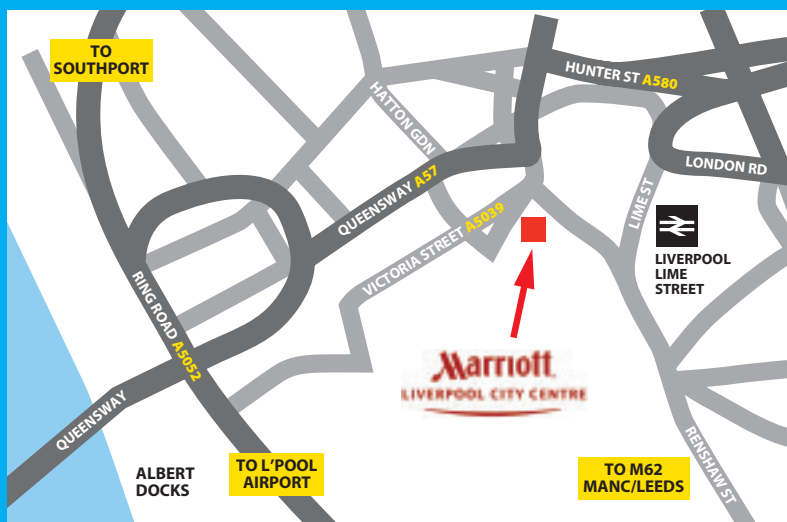 TO
SOUTHPORT
HUNTER ST A580
HATTON GDN
LONDON RD
QUEENSWAY A57
LIME ST
VICTORIA STREET A5039
LIVERPOOL
LIME
STREET
RING ROAD A5052
Marriott
LIVERPOOL CITY CENTRE
QUEENSWAY
RENSHAW ST
ALBERT
DOCKS
TO L'POOL
AIRPORT
TO M62
MANC/LEEDS